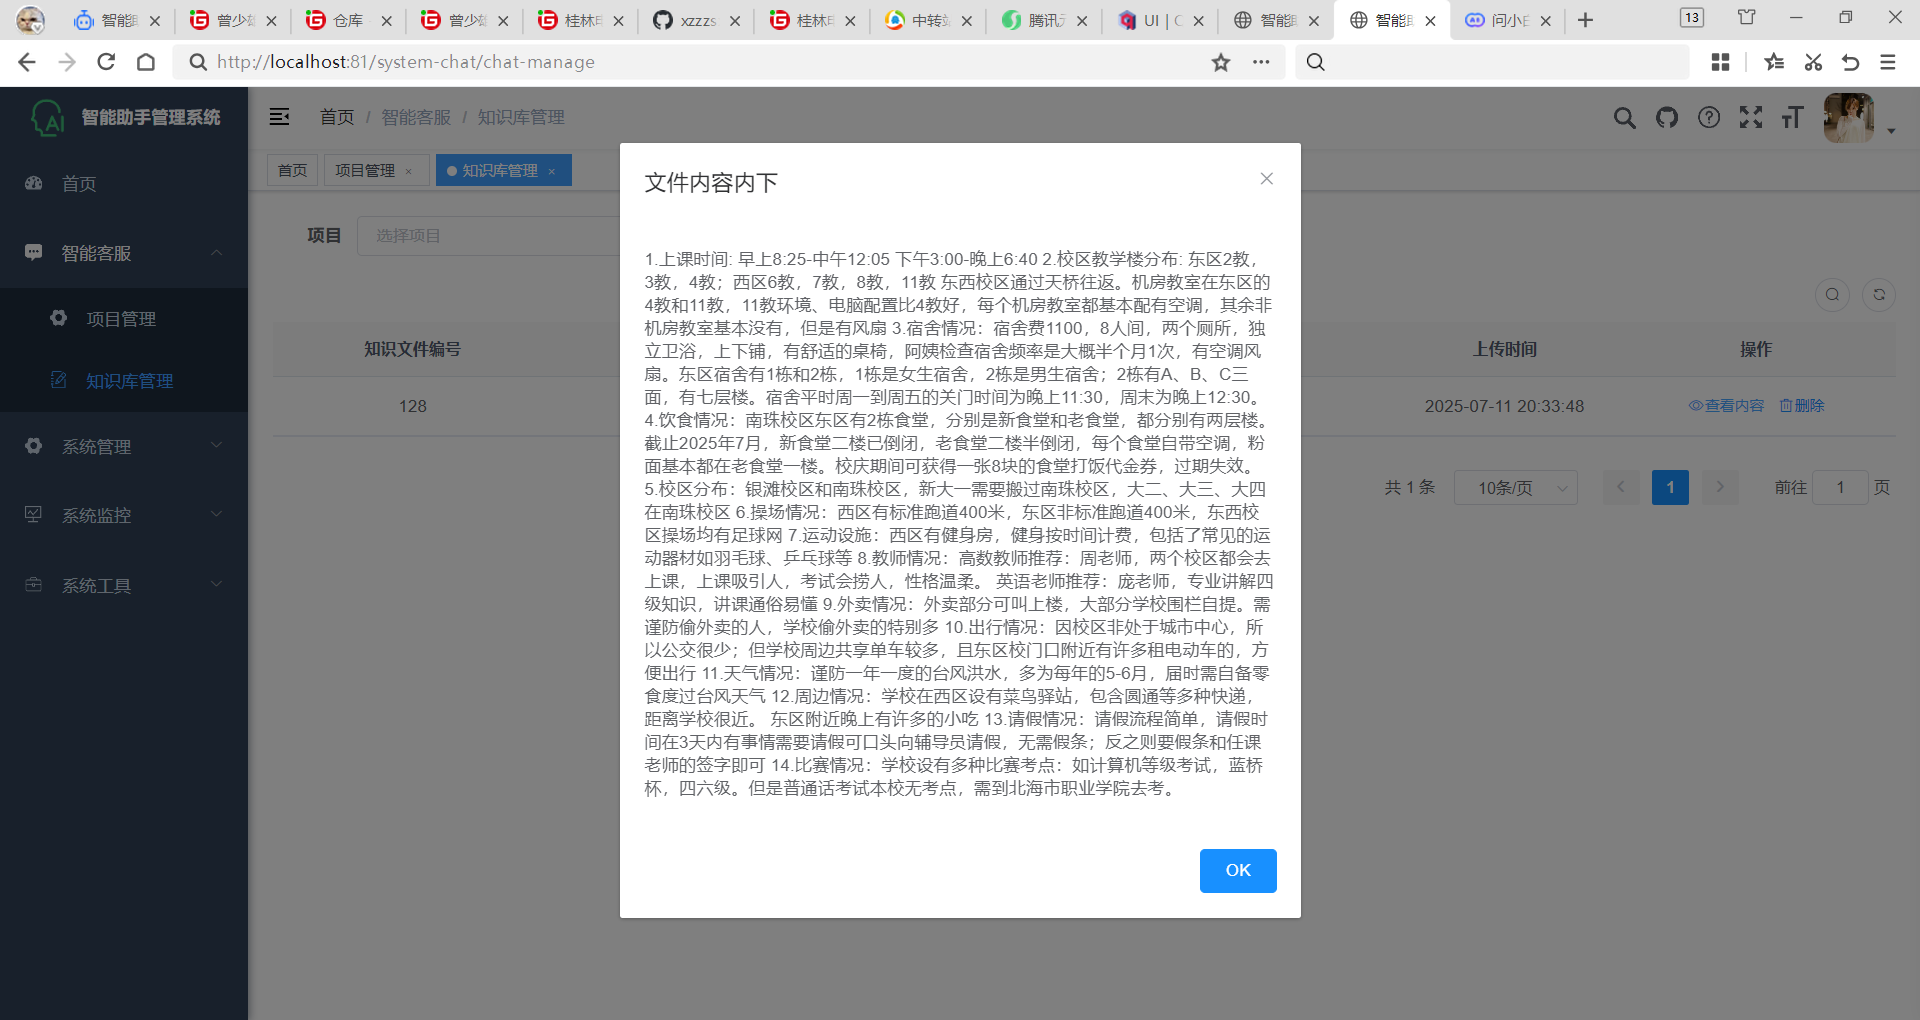 智能 曾少 仓库 曾少 桂林 xzzzs 桂林 中转 腾讯 UI | 智能 智能 问小 13
http://localhost:81/system-chat/chat-manage
智能助手管理系统
首页 / 智能客服 / 知识库管理
首页
项目管理 ×
知识库管理 ×
首页
智能客服
项目管理
知识库管理
系统管理
系统监控
系统工具
项目
选择项目
知识文件编号
上传时间
操作
128
2025-07-11 20:33:48
查看内容
删除
共 1 条
10条/页
1
前往 1 页
文件内容内下
1.上课时间: 早上8:25-中午12:05 下午3:00-晚上6:40 2.校区教学楼分布: 东区2教，
3教，4教；西区6教，7教，8教，11教 东西校区通过天桥往返。机房教室在东区的
4教和11教，11教环境、电脑配置比4教好，每个机房教室都基本配有空调，其余非
机房教室基本没有，但是有风扇 3.宿舍情况：宿舍费1100，8人间，两个厕所，独
立卫浴，上下铺，有舒适的桌椅，阿姨检查宿舍频率是大概半个月1次，有空调风
扇。东区宿舍有1栋和2栋，1栋是女生宿舍，2栋是男生宿舍；2栋有A、B、C三
面，有七层楼。宿舍平时周一到周五的关门时间为晚上11:30，周末为晚上12:30。
4.饮食情况：南珠校区东区有2栋食堂，分别是新食堂和老食堂，都分别有两层楼。
截止2025年7月，新食堂二楼已倒闭，老食堂二楼半倒闭，每个食堂自带空调，粉
面基本都在老食堂一楼。校庆期间可获得一张8块的食堂打饭代金券，过期失效。
5.校区分布：银滩校区和南珠校区，新大一需要搬过南珠校区，大二、大三、大四
在南珠校区 6.操场情况：西区有标准跑道400米，东区非标准跑道400米，东西校
区操场均有足球网 7.运动设施：西区有健身房，健身按时间计费，包括了常见的运
动器材如羽毛球、乒乓球等 8.教师情况：高数教师推荐：周老师，两个校区都会去
上课，上课吸引人，考试会捞人，性格温柔。 英语老师推荐：庞老师，专业讲解四
级知识，讲课通俗易懂 9.外卖情况：外卖部分可叫上楼，大部分学校围栏自提。需
谨防偷外卖的人，学校偷外卖的特别多 10.出行情况：因校区非处于城市中心，所
以公交很少；但学校周边共享单车较多，且东区校门口附近有许多租电动车的，方
便出行 11.天气情况：谨防一年一度的台风洪水，多为每年的5-6月，届时需自备零
食度过台风天气 12.周边情况：学校在西区设有菜鸟驿站，包含圆通等多种快递，
距离学校很近。 东区附近晚上有许多的小吃 13.请假情况：请假流程简单，请假时
间在3天内有事情需要请假可口头向辅导员请假，无需假条；反之则要假条和任课
老师的签字即可 14.比赛情况：学校设有多种比赛考点：如计算机等级考试，蓝桥
杯，四六级。但是普通话考试本校无考点，需到北海市职业学院去考。
OK